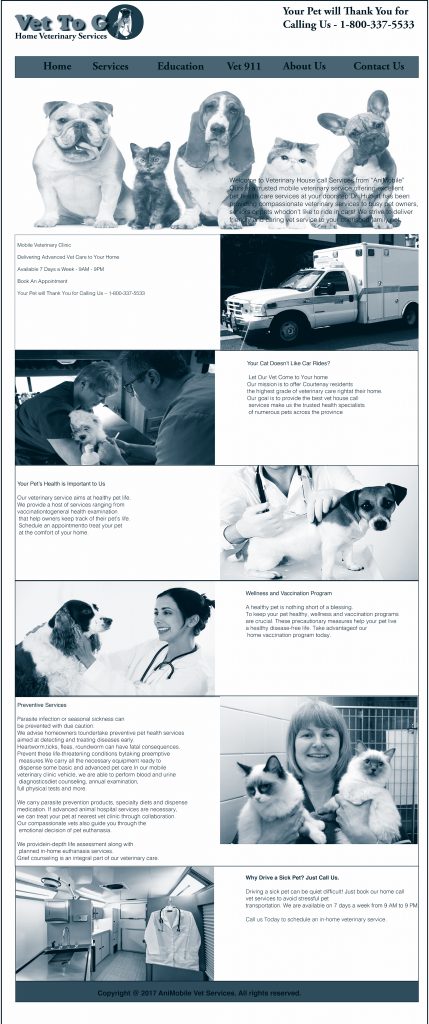 Vet To G
Home Veterinary Services
Your Pet will Thank You for
Calling Us - 1-800-337-5533
Home Services Education Vet 911 About Us Contact Us
Welcome to Veterinary House call Services from "AniMobile"
Ours is a trusted mobile veterinary service offering excellent
pet healthcare services at your doorstep. Dr. Hutten has been
providing compassionate veterinary services to busy pet owners,
seniors or pets whodon't like to ride in cars! We strive to deliver
friendly and caring vet service to your cherished family pet.
Mobile Veterinary Clinic
Delivering Advanced Vet Care to Your Home
Available 7 Days a Week - 9AM - 9PM
Book An Appointment
Your Pet will Thank You for Calling Us – 1-800-337-5533
Your Cat Doesn't Like Car Rides?
Let Our Vet Come to Your home
Our mission is to offer Courtenay residents
the highest grade of veterinary care rightat their home.
Our goal is to provide the best vet house call
services make us the trusted health specialists
of numerous pets across the province
Your Pet's Health is Important to Us
Our veterinary service aims at healthy pet life.
We provide a host of services ranging from
vaccinationtogeneral health examination
that help owners keep track of their pet's life.
Schedule an appointmento treat your pet
at the comfort of your home.
Wellness and Vaccination Program
A healthy pet is nothing short of a blessing.
To keep your pet healthy, wellness and vaccination programs
are crucial. These precautionary measures help your pet live
a healthy disease-free life. Take advantageof our
home vaccination program today.
Preventive Services
Parasite infection or seasonal sickness can
be prevented with due caution.
We advise homeowners toundertake preventive pet health services
aimed at detecting and treating diseases early.
Heartworm,ticks, fleas, roundworm can have fatal consequences.
Prevent these life-threatening conditions bytaking preemptive
measures.We carry all the necessary equipment ready to
dispense some basic and advanced pet care.In our mobile
veterinary clinic vehicle, we are able to perform blood and urine
diagnosticsdiet counseling, annual examination,
full physical tests and more.
We carry parasite prevention products, specialty diets and dispense
medication. If advanced animal hospital services are necessary,
we can treat your pet at nearest vet clinic through collaboration.
Our compassionate vets also guide you through the
emotional decision of pet euthanasia.
We providein-depth life assessment along with
planned in-home euthanasia services.
Grief counseling is an integral part of our veterinary care.
Why Drive a Sick Pet? Just Call Us.
Driving a sick pet can be quiet difficult! Just book our home call
vet services to avoid stressful pet
transportation. We are available on 7 days a week from 9 AM to 9 PM.
Call us Today to schedule an in-home veterinary service
Copyright @ 2017 AniMobile Vet Services. All rights reserved.